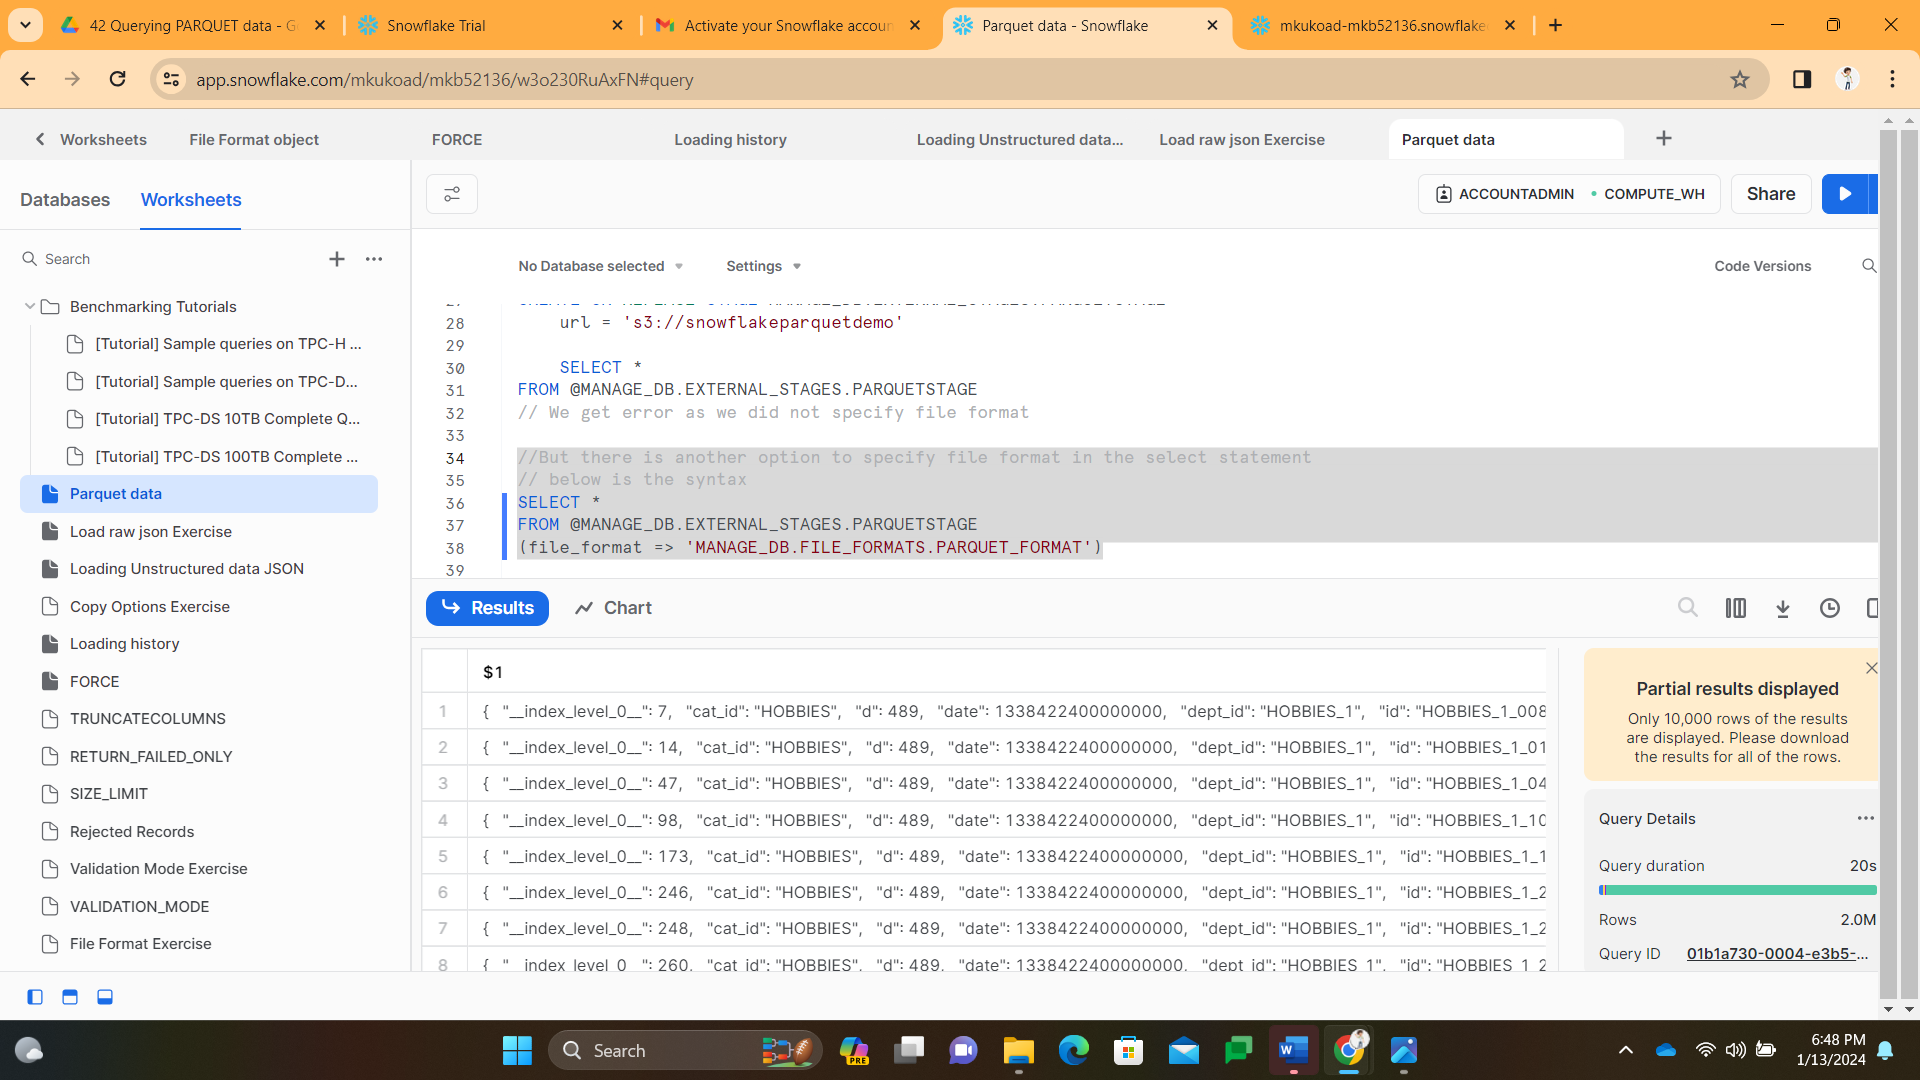 42 Querying PARQUET data - G
Snowflake Trial
Activate your Snowflake accoun
Parquet data - Snowflake
mkukoad-mkb52136.snowflake
app.snowflake.com/mkukoad/mkb52136/w3o230RuAxFN#query
Worksheets
File Format object
FORCE
Loading history
Loading Unstructured data...
Load raw json Exercise
Parquet data
Databases
Worksheets
ACCOUNTADMIN
COMPUTE_WH
Share
Search
No Database selected
Settings
Code Versions
Benchmarking Tutorials
[Tutorial] Sample queries on TPC-H ...
[Tutorial] Sample queries on TPC-D...
[Tutorial] TPC-DS 10TB Complete Q...
[Tutorial] TPC-DS 100TB Complete ...
Parquet data
Load raw json Exercise
Loading Unstructured data JSON
Copy Options Exercise
Loading history
FORCE
TRUNCATECOLUMNS
RETURN_FAILED_ONLY
SIZE_LIMIT
Rejected Records
Validation Mode Exercise
VALIDATION_MODE
File Format Exercise
28 url = 's3://snowflakeparquetdemo'
29
30 SELECT *
31 FROM @MANAGE_DB.EXTERNAL_STAGES.PARQUETSTAGE
32 // We get error as we did not specify file format
33
34 //But there is another option to specify file format in the select statement
35 // below is the syntax
36 SELECT *
37 FROM @MANAGE_DB.EXTERNAL_STAGES.PARQUETSTAGE
38 (file_format => 'MANAGE_DB.FILE_FORMATS.PARQUET_FORMAT')
39
Results
Chart
$1
1 { "__index_level_0__": 7, "cat_id": "HOBBIES", "d": 489, "date": 1338422400000000, "dept_id": "HOBBIES_1", "id": "HOBBIES_1_008
2 { "__index_level_0__": 14, "cat_id": "HOBBIES", "d": 489, "date": 1338422400000000, "dept_id": "HOBBIES_1", "id": "HOBBIES_1_01
3 { "__index_level_0__": 47, "cat_id": "HOBBIES", "d": 489, "date": 1338422400000000, "dept_id": "HOBBIES_1", "id": "HOBBIES_1_04
4 { "__index_level_0__": 98, "cat_id": "HOBBIES", "d": 489, "date": 1338422400000000, "dept_id": "HOBBIES_1", "id": "HOBBIES_1_10
5 { "__index_level_0__": 173, "cat_id": "HOBBIES", "d": 489, "date": 1338422400000000, "dept_id": "HOBBIES_1", "id": "HOBBIES_1_1
6 { "__index_level_0__": 246, "cat_id": "HOBBIES", "d": 489, "date": 1338422400000000, "dept_id": "HOBBIES_1", "id": "HOBBIES_1_2
7 { "__index_level_0__": 248, "cat_id": "HOBBIES", "d": 489, "date": 1338422400000000, "dept_id": "HOBBIES_1", "id": "HOBBIES_1_2
8 { "__index_level_0__": 260, "cat_id": "HOBBIES", "d": 489, "date": 1338422400000000, "dept_id": "HOBBIES_1", "id": "HOBBIES_1_2
Partial results displayed
Only 10,000 rows of the results
are displayed. Please download
the results for all of the rows.
Query Details
Query duration 20s
Rows 2.0M
Query ID 01b1a730-0004-e3b5-...
Search
PRE
6:48 PM
1/13/2024